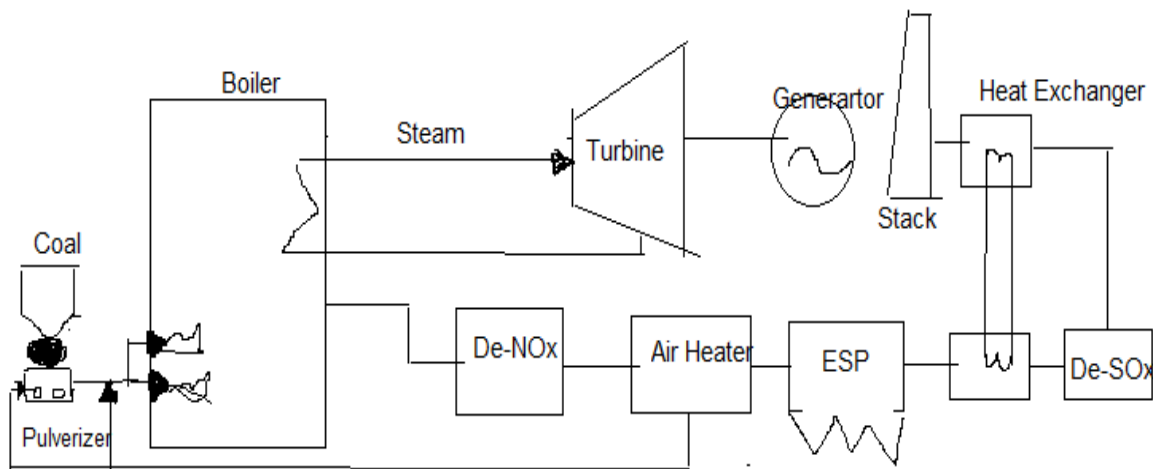 Boiler
Steam
Turbine
Generartor
Heat Exchanger
Stack
Coal
Pulverizer
De-NOx
Air Heater
ESP
De-SOx